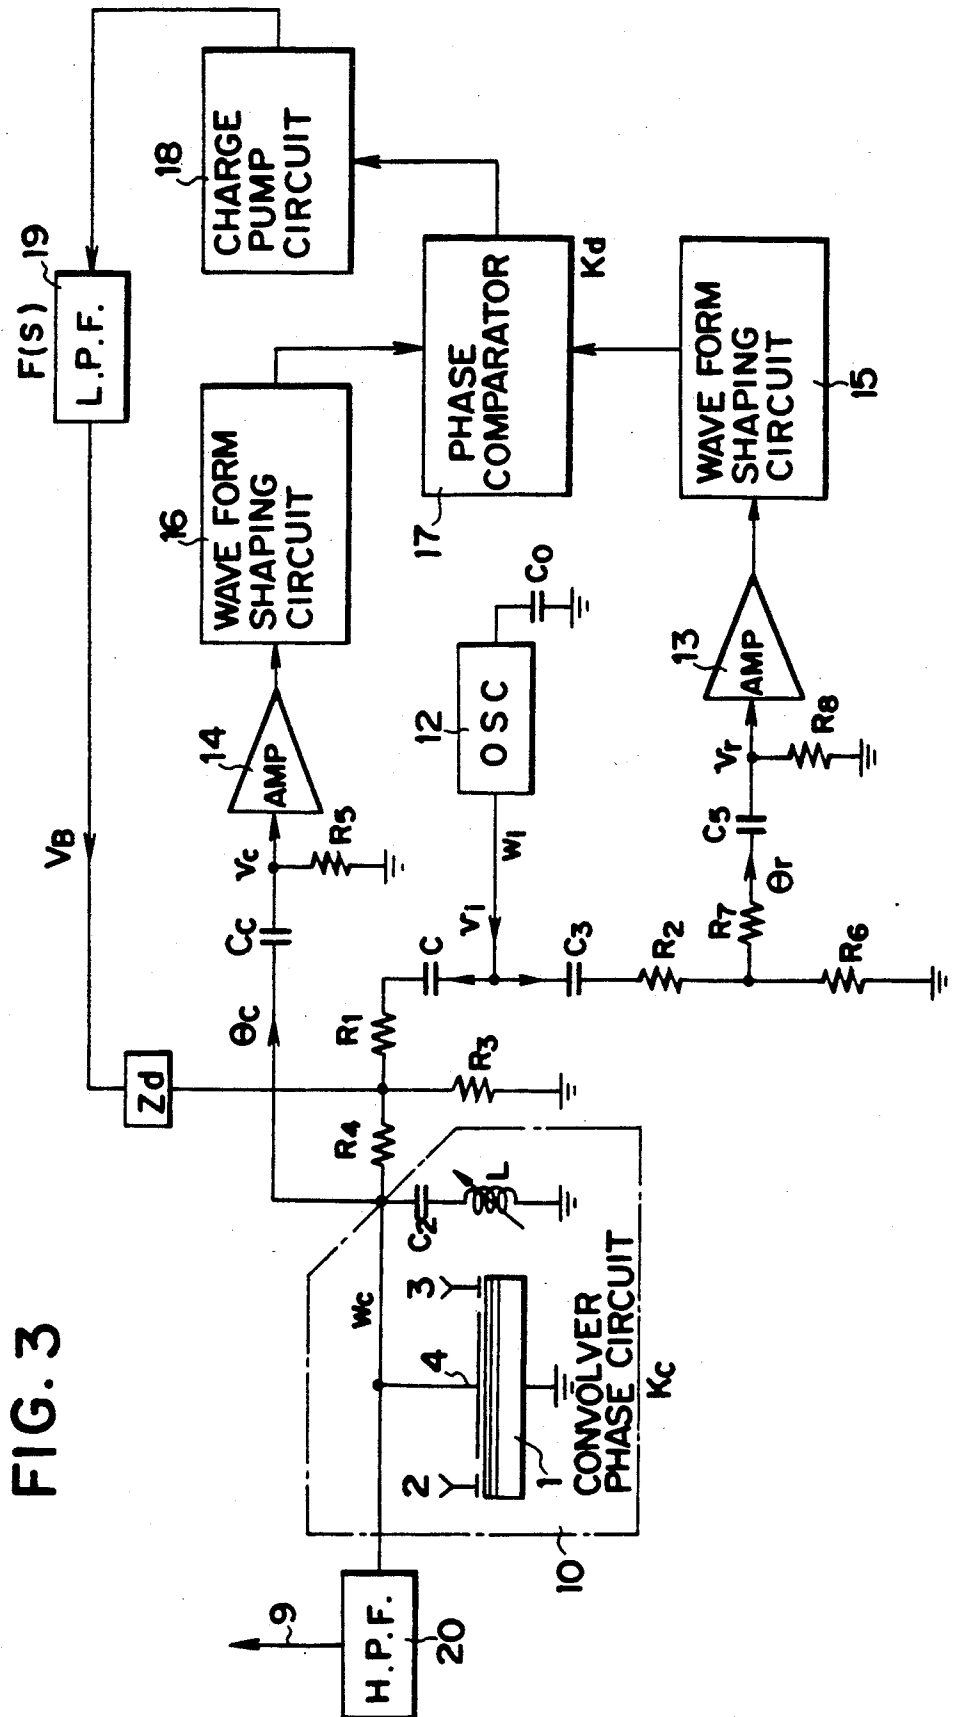 FIG. 3
F(s)
19
L.P.F.
VB
Zd
18
CHARGE
PUMP
CIRCUIT
16
WAVE FORM
SHAPING
CIRCUIT
14
AMP
Vc
R5
Cc
θc
17
PHASE
COMPARATOR
Kd
12
OSC
C0
Wi
Vi
C
C3
R1
R2
R3
R4
R7
R6
θr
C5
Vr
R8
13
AMP
15
WAVE FORM
SHAPING
CIRCUIT
C2
L
Wc
2
3
4
1
CONVOLVER
PHASE CIRCUIT
Kc
10
9
H.P.F.
20